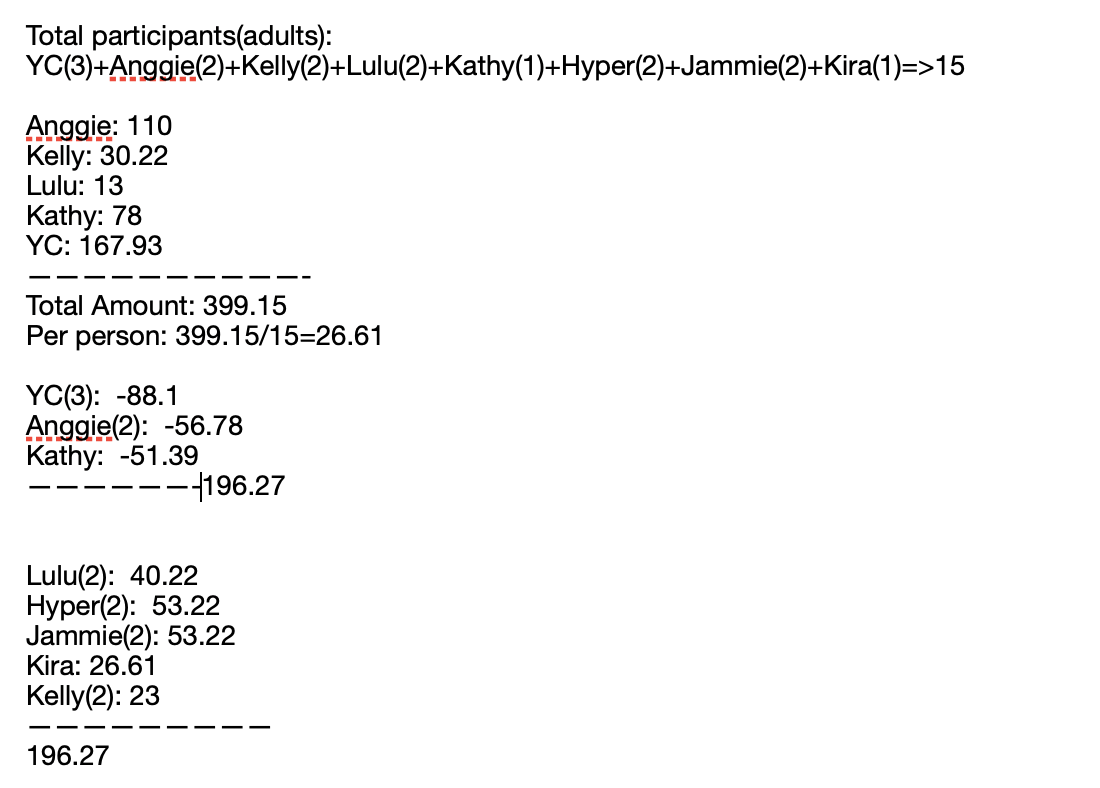 Total participants(adults):
YC(3)+Anggie(2)+Kelly(2)+Lulu(2)+Kathy(1)+Hyper(2)+Jammie(2)+Kira(1)=>15
Anggie: 110
Kelly: 30.22
Lulu: 13
Kathy: 78
YC: 167.93
— — — — — — — — — — -
Total Amount: 399.15
Per person: 399.15/15=26.61
YC(3):  -88.1
Anggie(2):  -56.78
Kathy:  -51.39
— — — — — — -196.27
Lulu(2):  40.22
Hyper(2):  53.22
Jammie(2): 53.22
Kira: 26.61
Kelly(2): 23
— — — — — — — — —
196.27